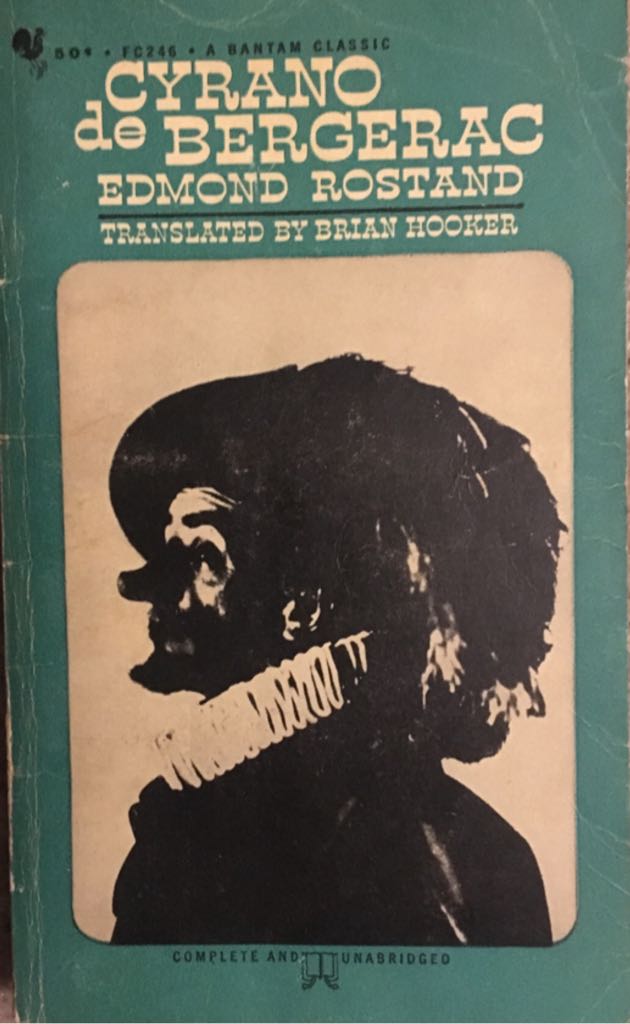 50¢ • FC246 • A BANTAM CLASSIC
CYRANO
de BERGERAC
EDMOND ROSTAND
TRANSLATED BY BRIAN HOOKER
COMPLETE AND UNABRIDGED